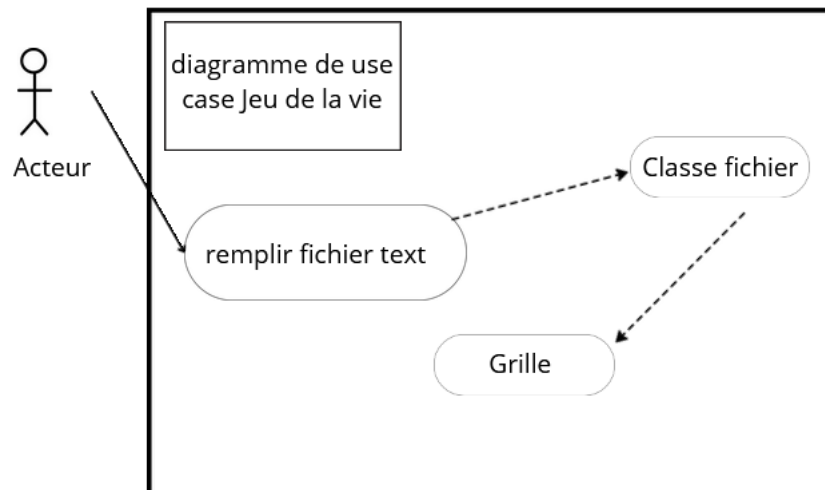 diagramme de use
case Jeu de la vie
Acteur
Classe fichier
remplir fichier text
Grille